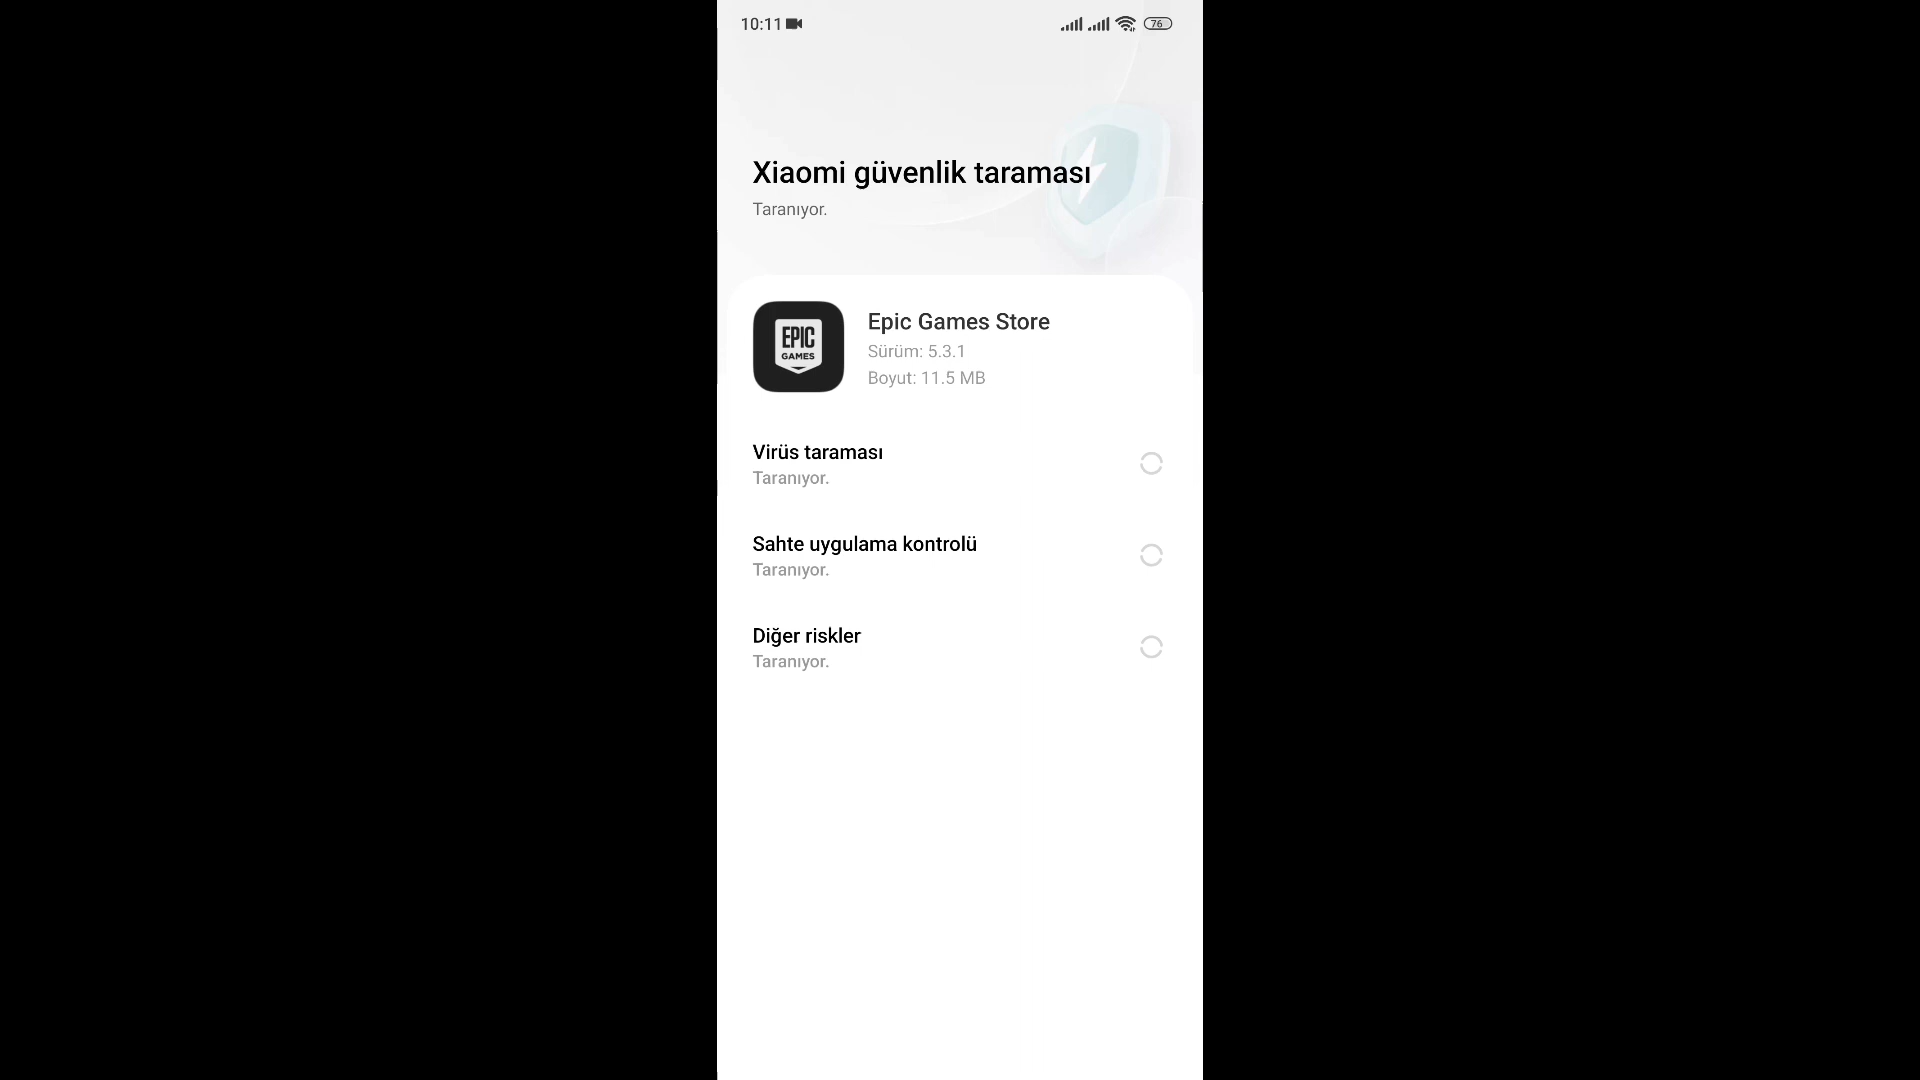 10:11
76
Xiaomi güvenlik taraması
Taranıyor.
EPIC
GAMES
Epic Games Store
Sürüm: 5.3.1
Boyut: 11.5 MB
Virüs taraması
Taranıyor.
Sahte uygulama kontrolü
Taranıyor.
Diğer riskler
Taranıyor.